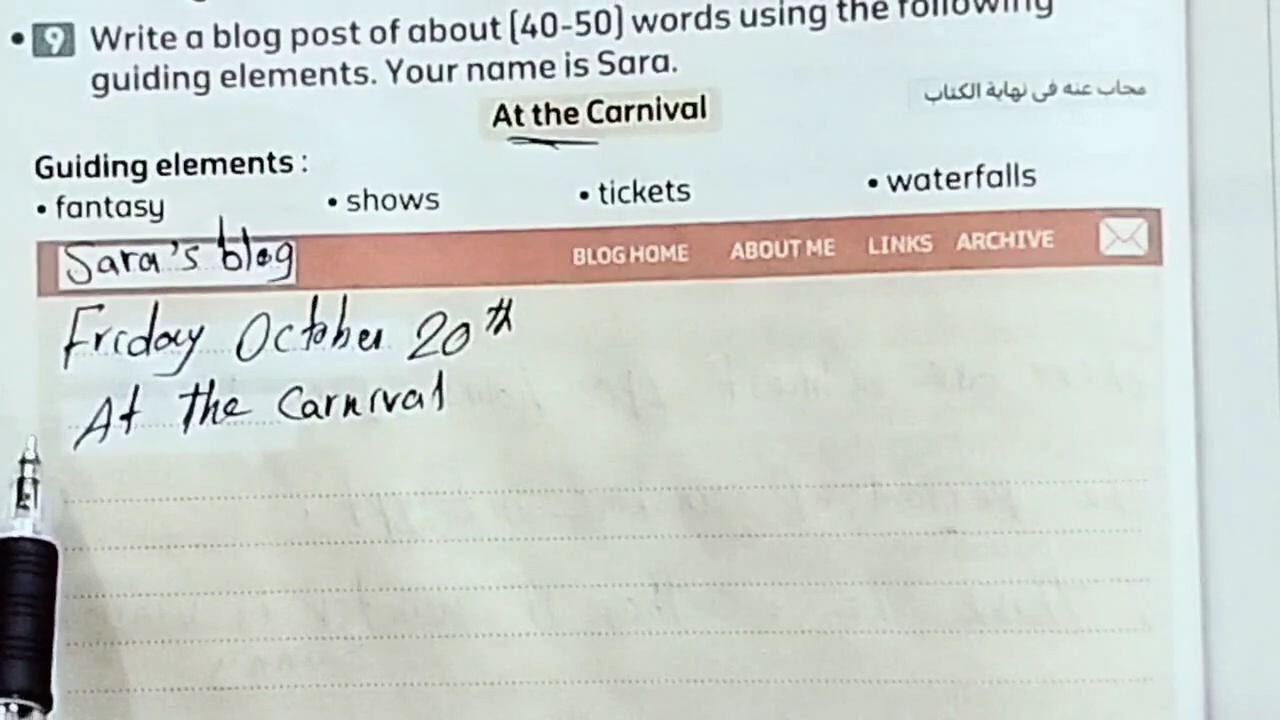 • 9 Write a blog post of about (40-50) words using the following
guiding elements. Your name is Sara.
مجاب عنه فى نهاية الكتاب
At the Carnival
Guiding elements :
• fantasy • shows • tickets • waterfalls
Sara's blog BLOG HOME ABOUT ME LINKS ARCHIVE
Friday October 20th
At the Carnival